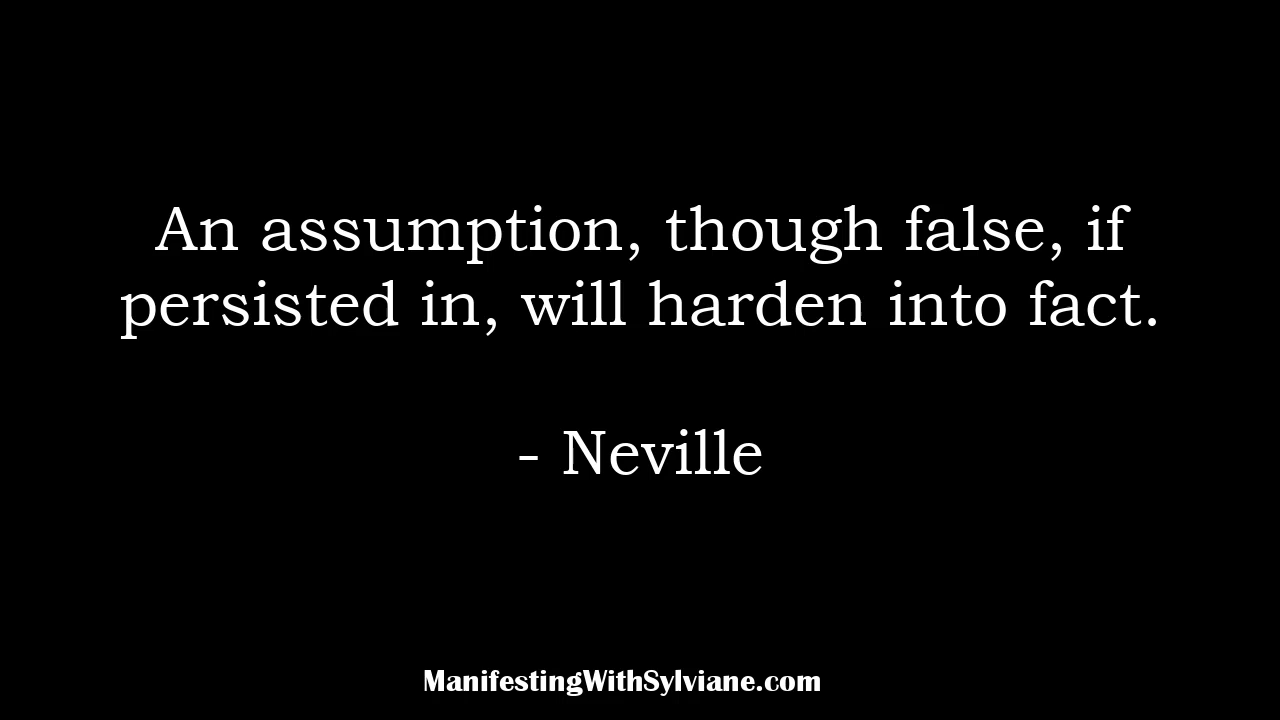 An assumption, though false, if
persisted in, will harden into fact.
- Neville
ManifestingWithSylviane.com